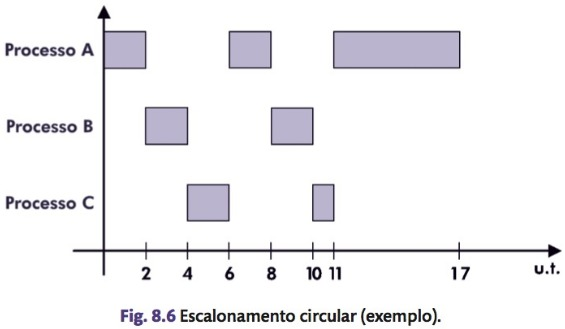 Processo A
Processo B
Processo C
2 4 6 8 10 11 17 u.t.
Fig. 8.6 Escalonamento circular (exemplo).